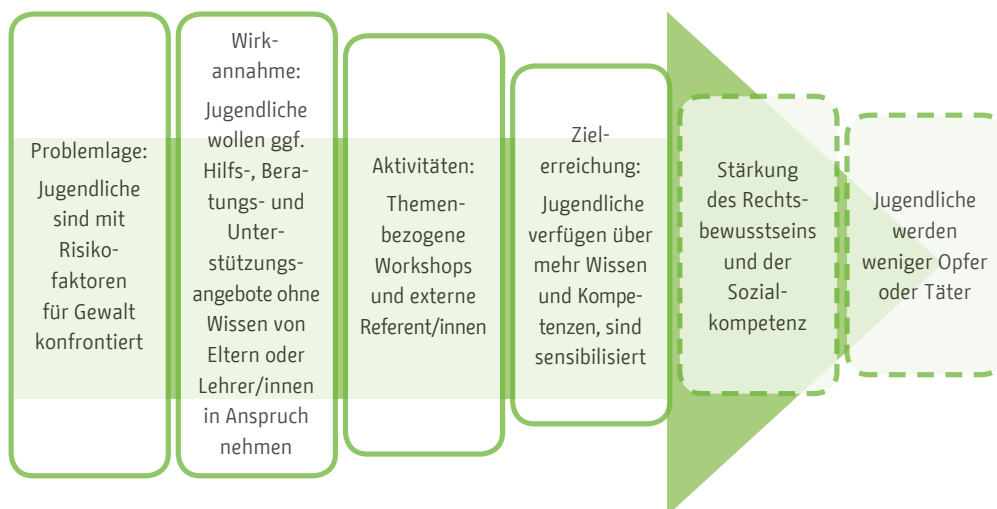 Problemlage:
Jugendliche
sind mit
Risiko-
faktoren
für Gewalt
konfrontiert
Wirk-
annahme:
Jugendliche
wollen ggf.
Hilfs-, Bera-
tungs- und
Unter-
stützungs-
angebote ohne
Wissen von
Eltern oder
Lehrer/innen
in Anspruch
nehmen
Aktivitäten:
Themen-
bezogene
Workshops
und externe
Referent/innen
Ziel-
erreichung:
Jugendliche
verfügen über
mehr Wissen
und Kompe-
tenzen, sind
sensibilisiert
Stärkung
des Rechts-
bewusstseins
und der
Sozial-
kompetenz
Jugendliche
werden
weniger Opfer
oder Täter